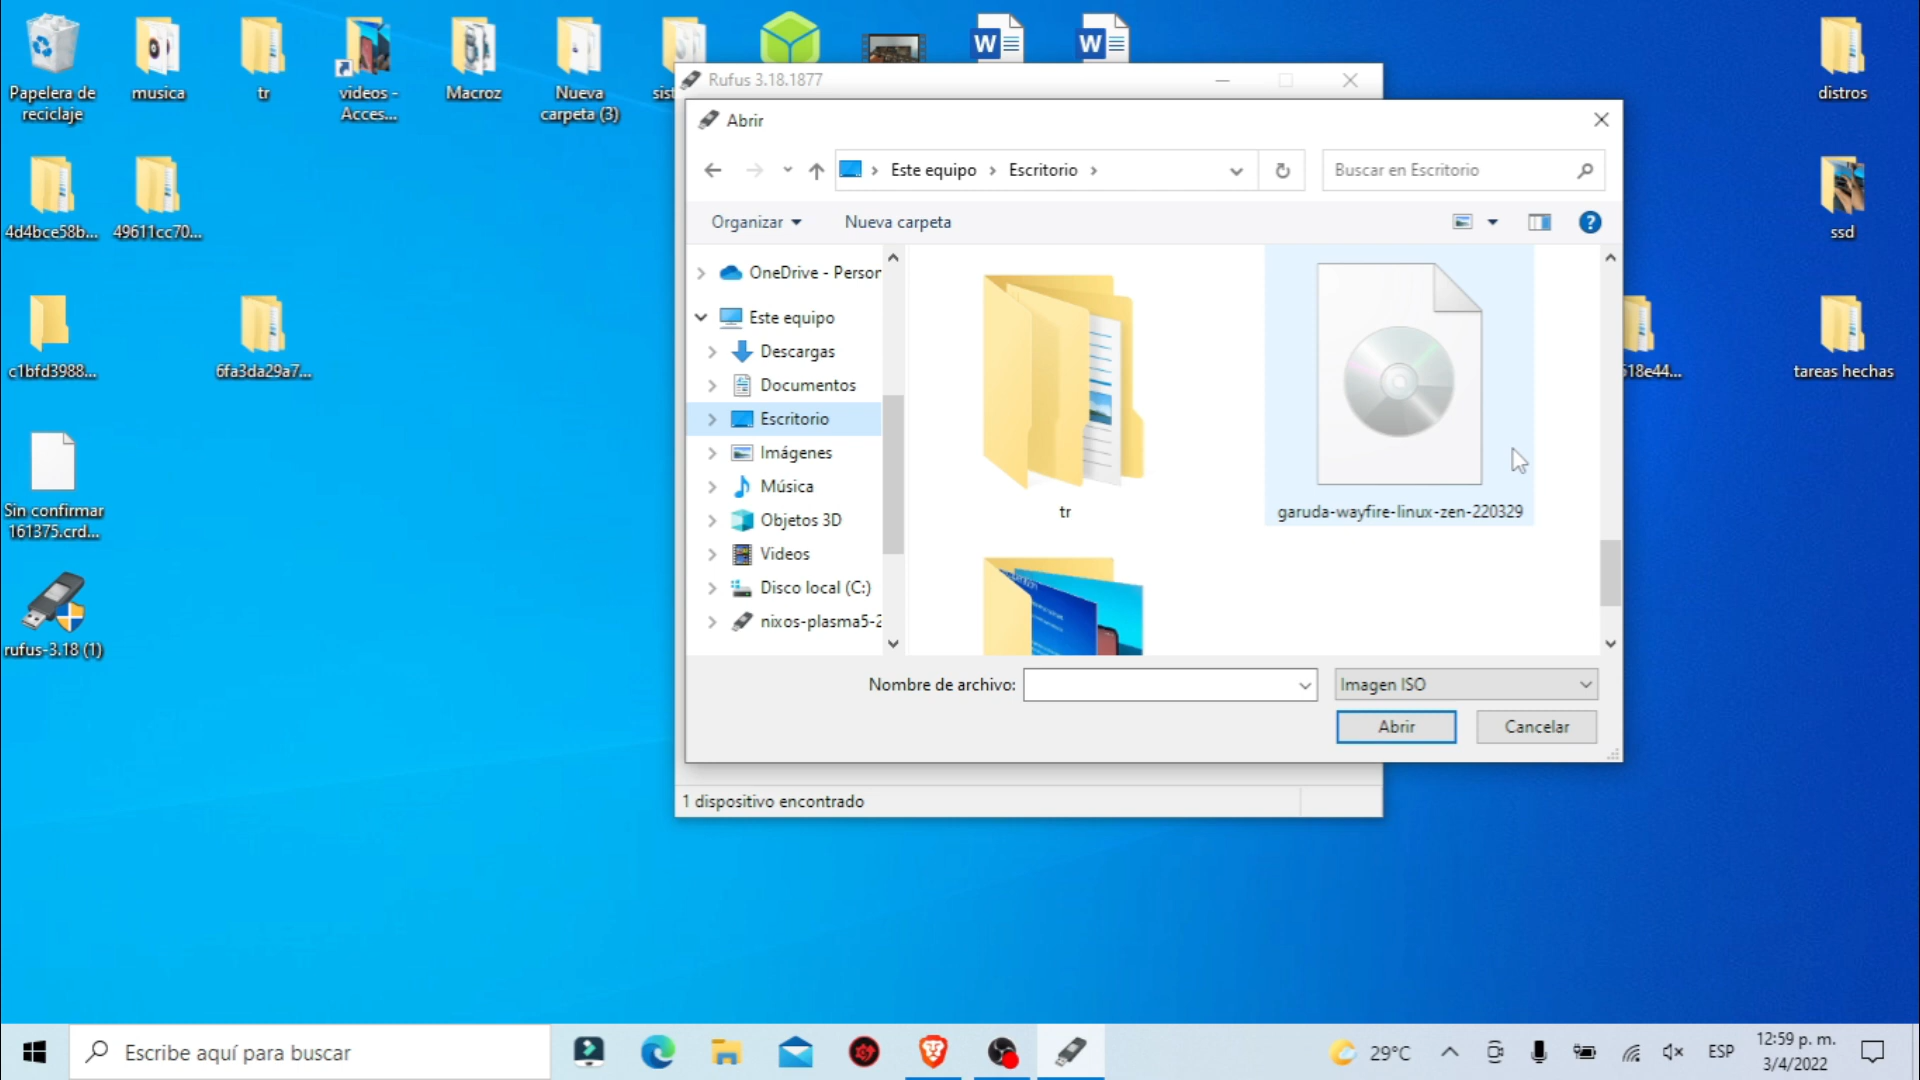 Papelera de
reciclaje
musica
tr
videos -
Acces...
Macroz
Nueva
carpeta (3)
distros
4d4bce58b...
49611cc70...
ssd
c1bfd3988...
6fa3da29a7...
tareas hechas
Sin confirmar
161375.crd...
rufus-3.18 (1)
Rufus 3.18.1877
Abrir
Este equipo
Escritorio
Buscar en Escritorio
Organizar
Nueva carpeta
OneDrive - Person
Este equipo
Descargas
Documentos
Escritorio
Imágenes
Música
Objetos 3D
Videos
Disco local (C:)
nixos-plasma5-2
tr
garuda-wayfire-linux-zen-220329
Nombre de archivo:
Imagen ISO
Abrir
Cancelar
1 dispositivo encontrado
Escribe aquí para buscar
29°C
ESP
12:59 p. m.
3/4/2022